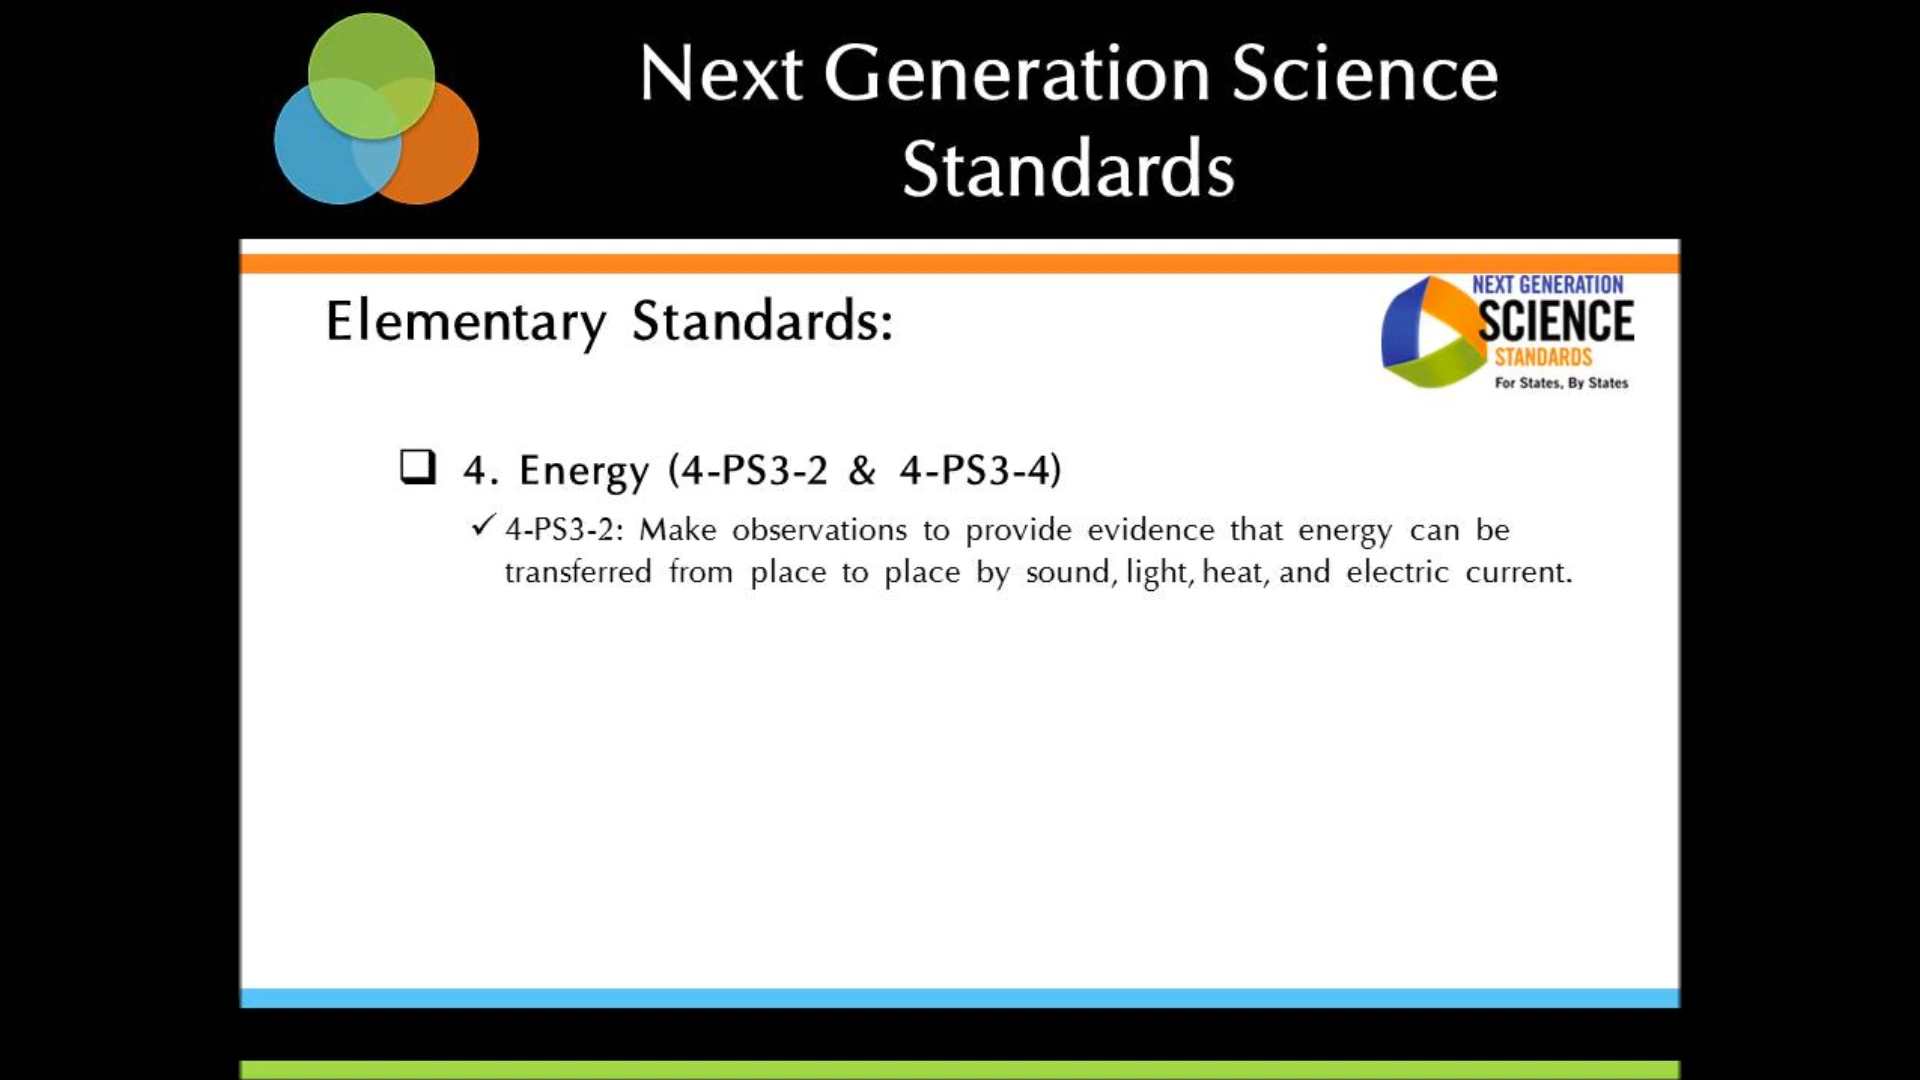 Next Generation Science
Standards
Elementary Standards:
NEXT GENERATION
SCIENCE
STANDARDS
For States, By States
4. Energy (4-PS3-2 & 4-PS3-4)
4-PS3-2: Make observations to provide evidence that energy can be
transferred from place to place by sound, light, heat, and electric current.